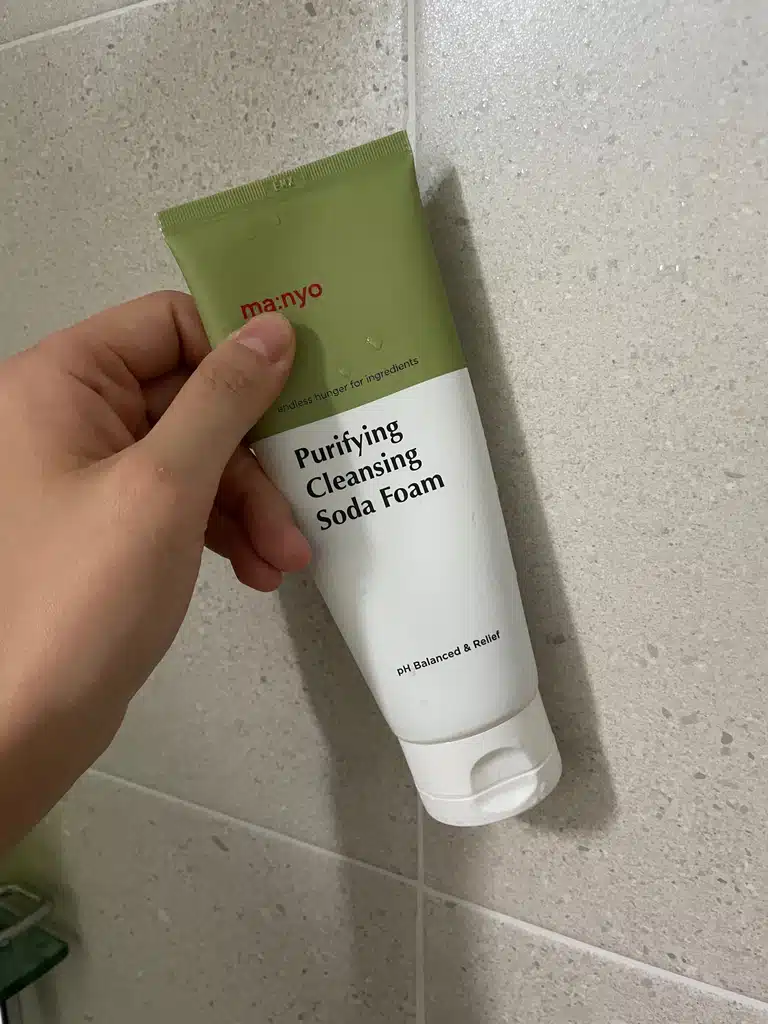 ma:nyo
endless hunger for ingredients
Purifying
Cleansing
Soda Foam
pH Balanced & Relief